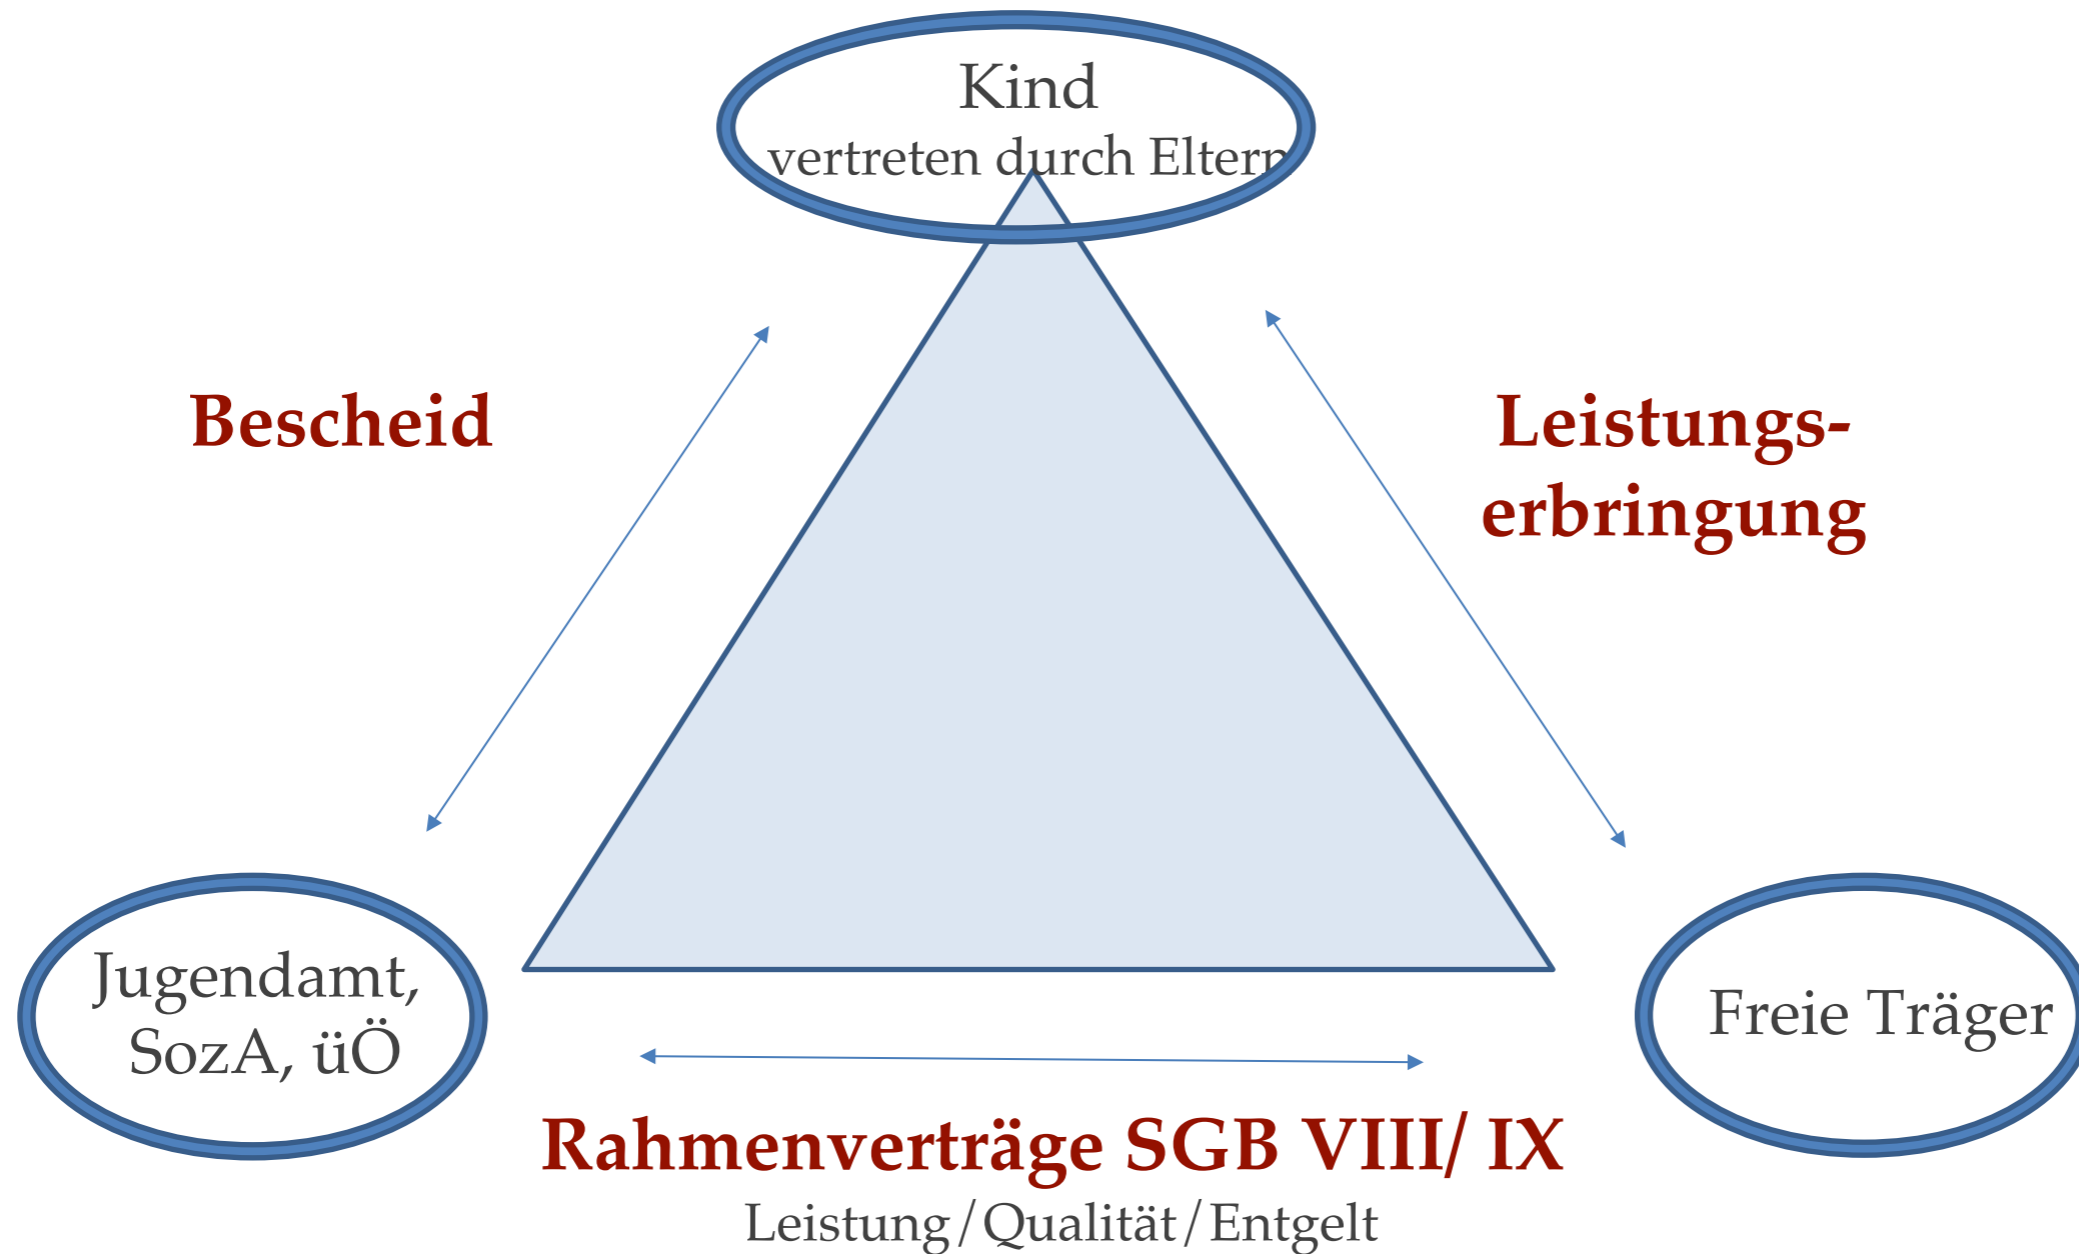 Kind
vertreten durch Eltern
Bescheid
Leistungs-
erbringung
Jugendamt,
SozA, üÖ
Freie Träger
Rahmenverträge SGB VIII/ IX
Leistung/Qualität/Entgelt